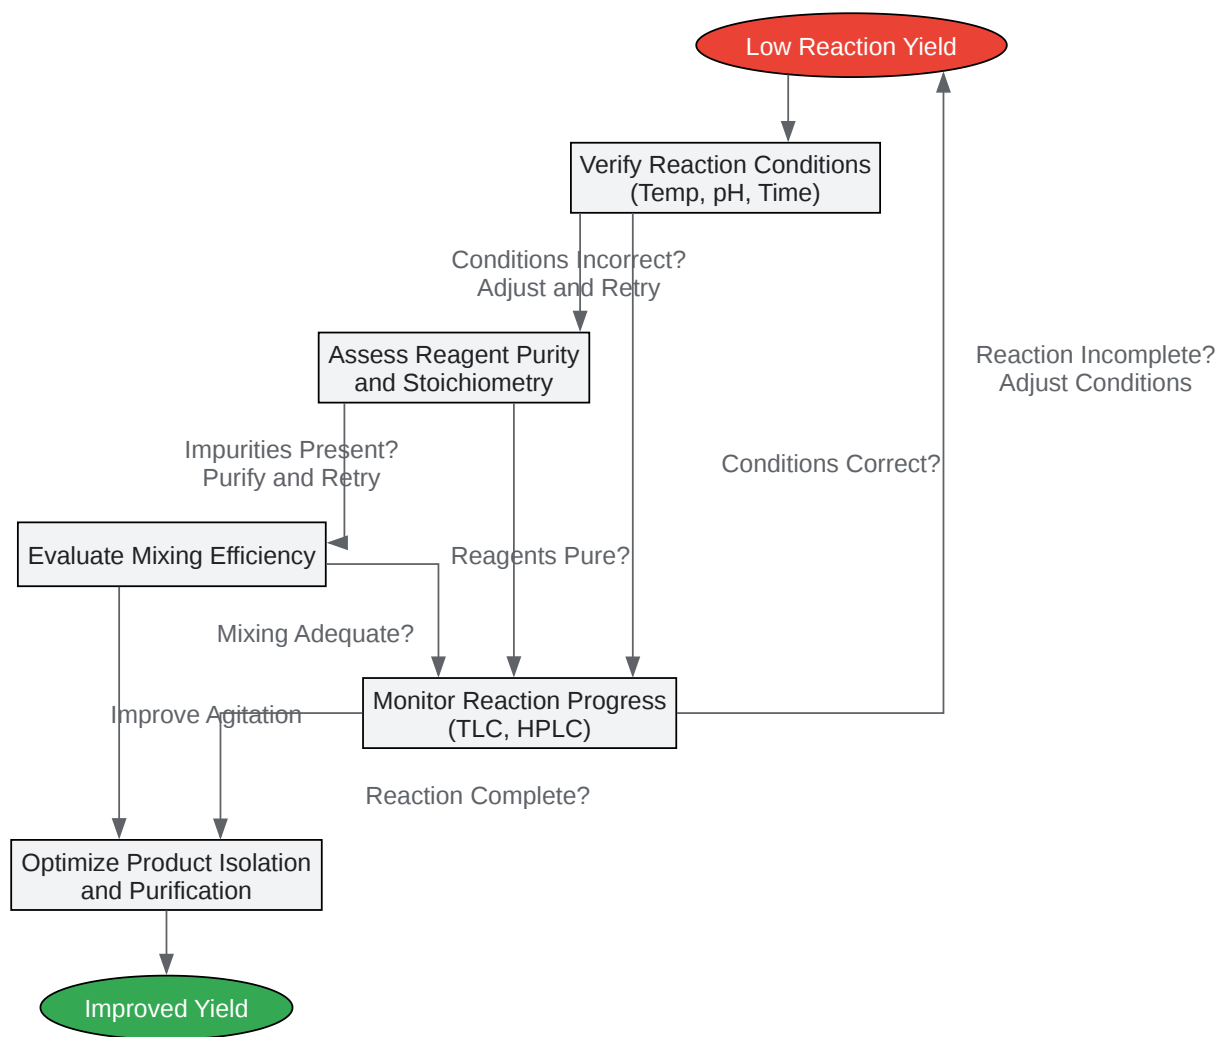 Low Reaction Yield
Verify Reaction Conditions
(Temp, pH, Time)
Conditions Incorrect?
Adjust and Retry
Assess Reagent Purity
and Stoichiometry
Reaction Incomplete?
Adjust Conditions
Impurities Present?
Purify and Retry
Conditions Correct?
Evaluate Mixing Efficiency
Reagents Pure?
Mixing Adequate?
Monitor Reaction Progress
(TLC, HPLC)
Improve Agitation
Reaction Complete?
Optimize Product Isolation
and Purification
Improved Yield